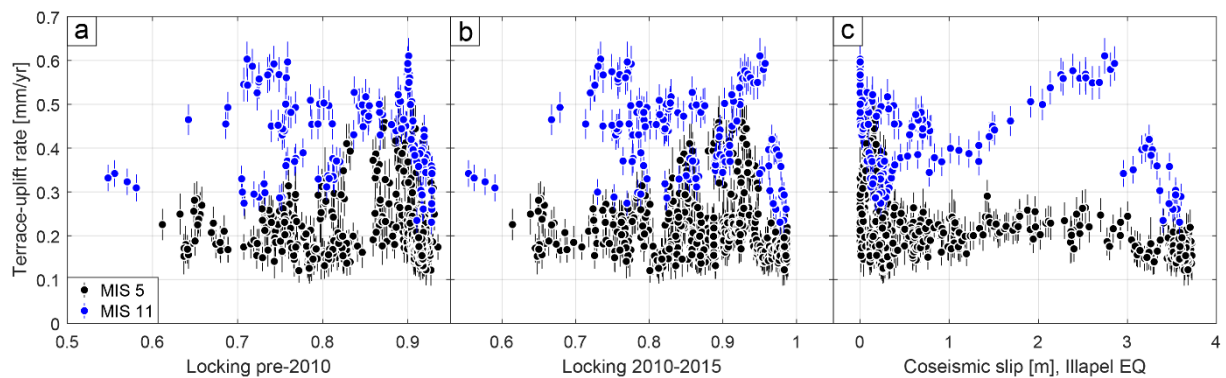 a
b
c
Terrace-uplift rate [mm/yr]
0.7
0.6
0.5
0.4
0.3
0.2
0.1
0
MIS 5
MIS 11
0.5 0.6 0.7 0.8 0.9
0.6 0.7 0.8 0.9 1
0 1 2 3 4
Locking pre-2010
Locking 2010-2015
Coseismic slip [m], Illapel EQ